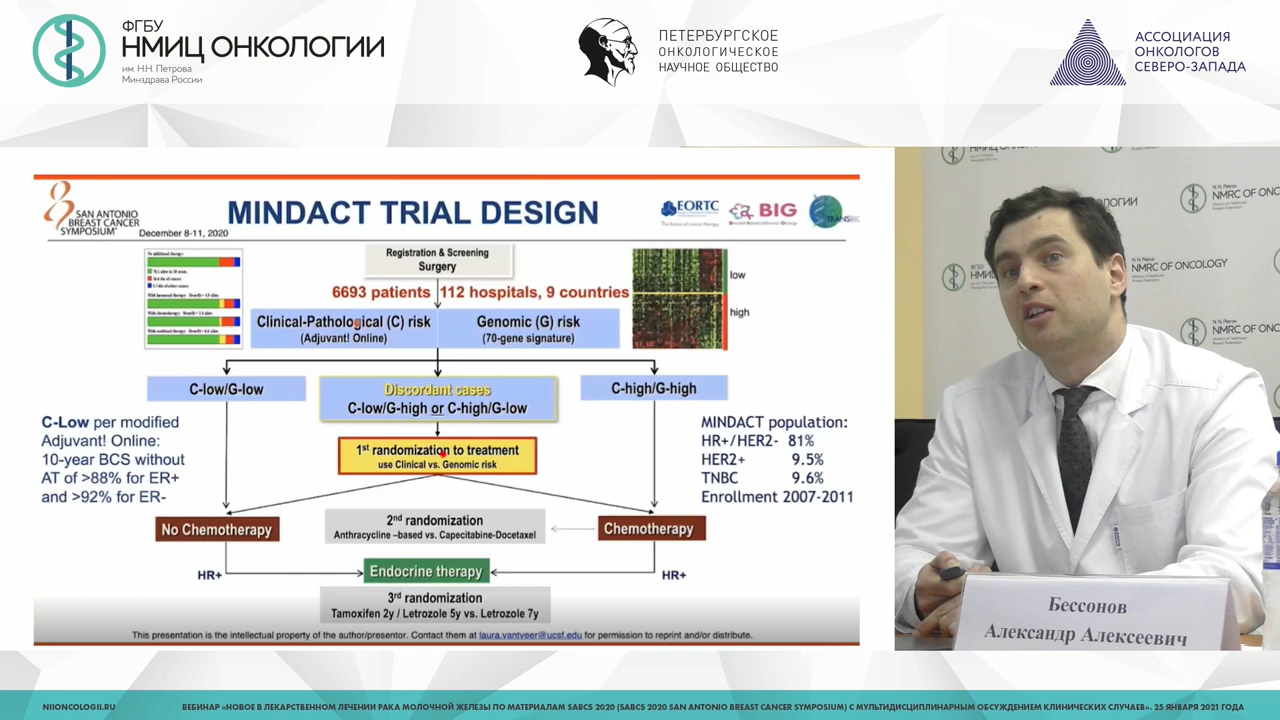 ФГБУ
НМИЦ ОНКОЛОГИИ
им. Н.Н. Петрова
Минздрава России
ПЕТЕРБУРГСКОЕ
ОНКОЛОГИЧЕСКОЕ
НАУЧНОЕ ОБЩЕСТВО
АССОЦИАЦИЯ
ОНКОЛОГОВ
СЕВЕРО-ЗАПАДА
SAN ANTONIO
BREAST CANCER
SYMPOSIUM
December 8-11, 2020
MINDACT TRIAL DESIGN
EORTC
BIG
TRANSBIG
Registration & Screening
Surgery
6693 patients 112 hospitals, 9 countries
low
high
Clinical-Pathological (C) risk
(Adjuvant! Online)
Genomic (G) risk
(70-gene signature)
C-low/G-low
Discordant cases
C-low/G-high or C-high/G-low
C-high/G-high
C-Low per modified
Adjuvant! Online:
10-year BCS without
AT of >88% for ER+
and >92% for ER-
1st randomization to treatment
use Clinical vs. Genomic risk
MINDACT population:
HR+/HER2- 81%
HER2+ 9.5%
TNBC 9.6%
Enrollment 2007-2011
No Chemotherapy
2nd randomization
Anthracycline –based vs. Capecitabine-Docetaxel
Chemotherapy
HR+
Endocrine therapy
HR+
3rd randomization
Tamoxifen 2y / Letrozole 5y vs. Letrozole 7y
This presentation is the intellectual property of the author/presentor. Contact them at laura.vantveer@ucsf.edu for permission to reprint and/or distribute.
NMRC OF ONCOLOGY
NMRC OF ONCOLOGY
NMRC OF ONC
Бессонов
Александр Алексеевич
NIIONCOLOGII.RU
ВЕБИНАР «НОВОЕ В ЛЕКАРСТВЕННОМ ЛЕЧЕНИИ РАКА МОЛОЧНОЙ ЖЕЛЕЗЫ ПО МАТЕРИАЛАМ SABCS 2020 (SABCS 2020 SAN ANTONIO BREAST CANCER SYMPOSIUM) С МУЛЬТИДИСЦИПЛИНАРНЫМ ОБСУЖДЕНИЕМ КЛИНИЧЕСКИХ СЛУЧАЕВ». 25 ЯНВАРЯ 2021 ГОДА